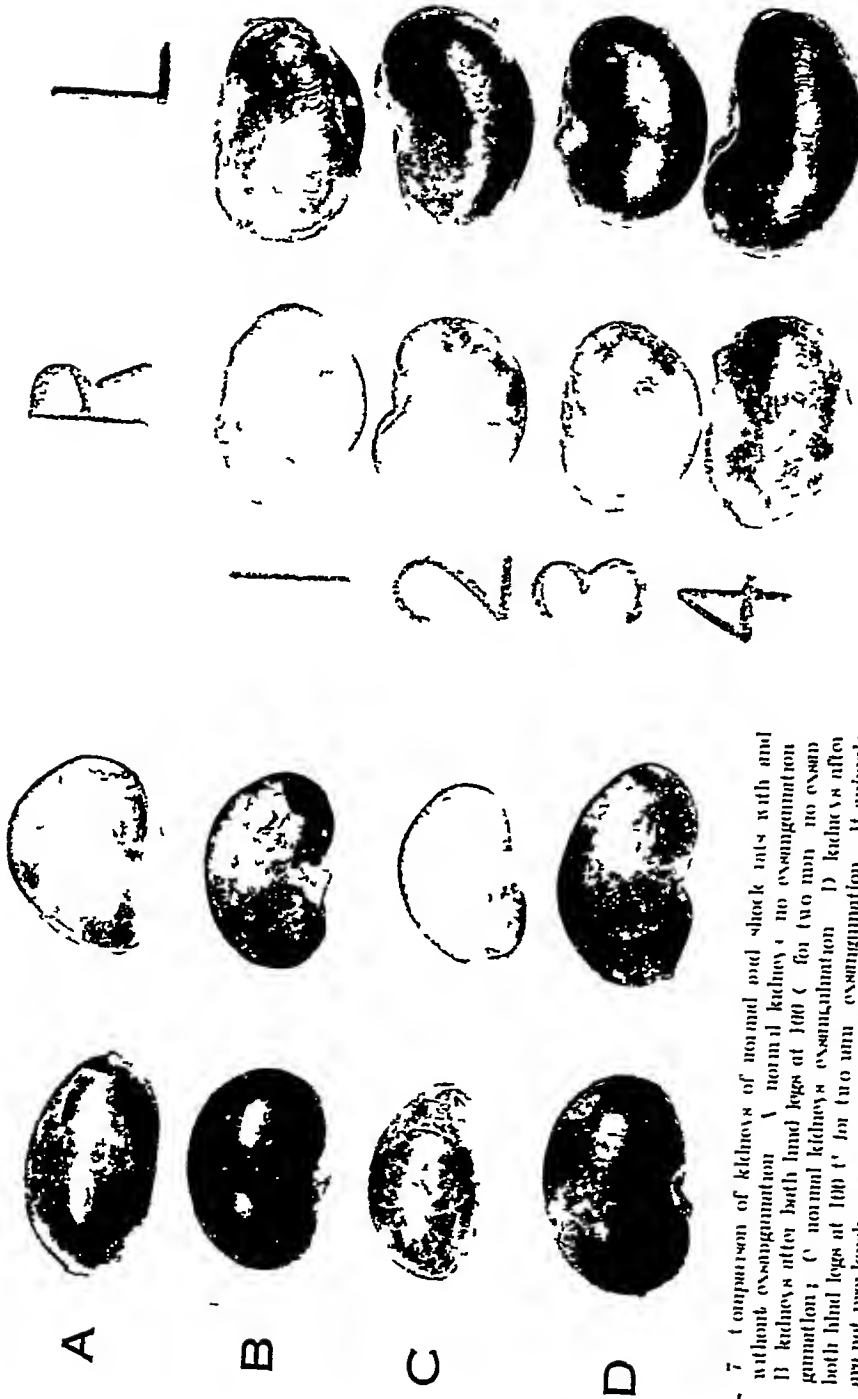 R L
1
2
3
4
A
B
C
D
7 Comparison of kidneys of normal and shock rats with and
without exsanguination A normal kidneys no exsanguination
B kidneys after both hind legs at 100 C for two min no exsan
guination; C normal kidneys exsanguination D kidneys after
both hind legs at 100 C for two min exsanguination
are not